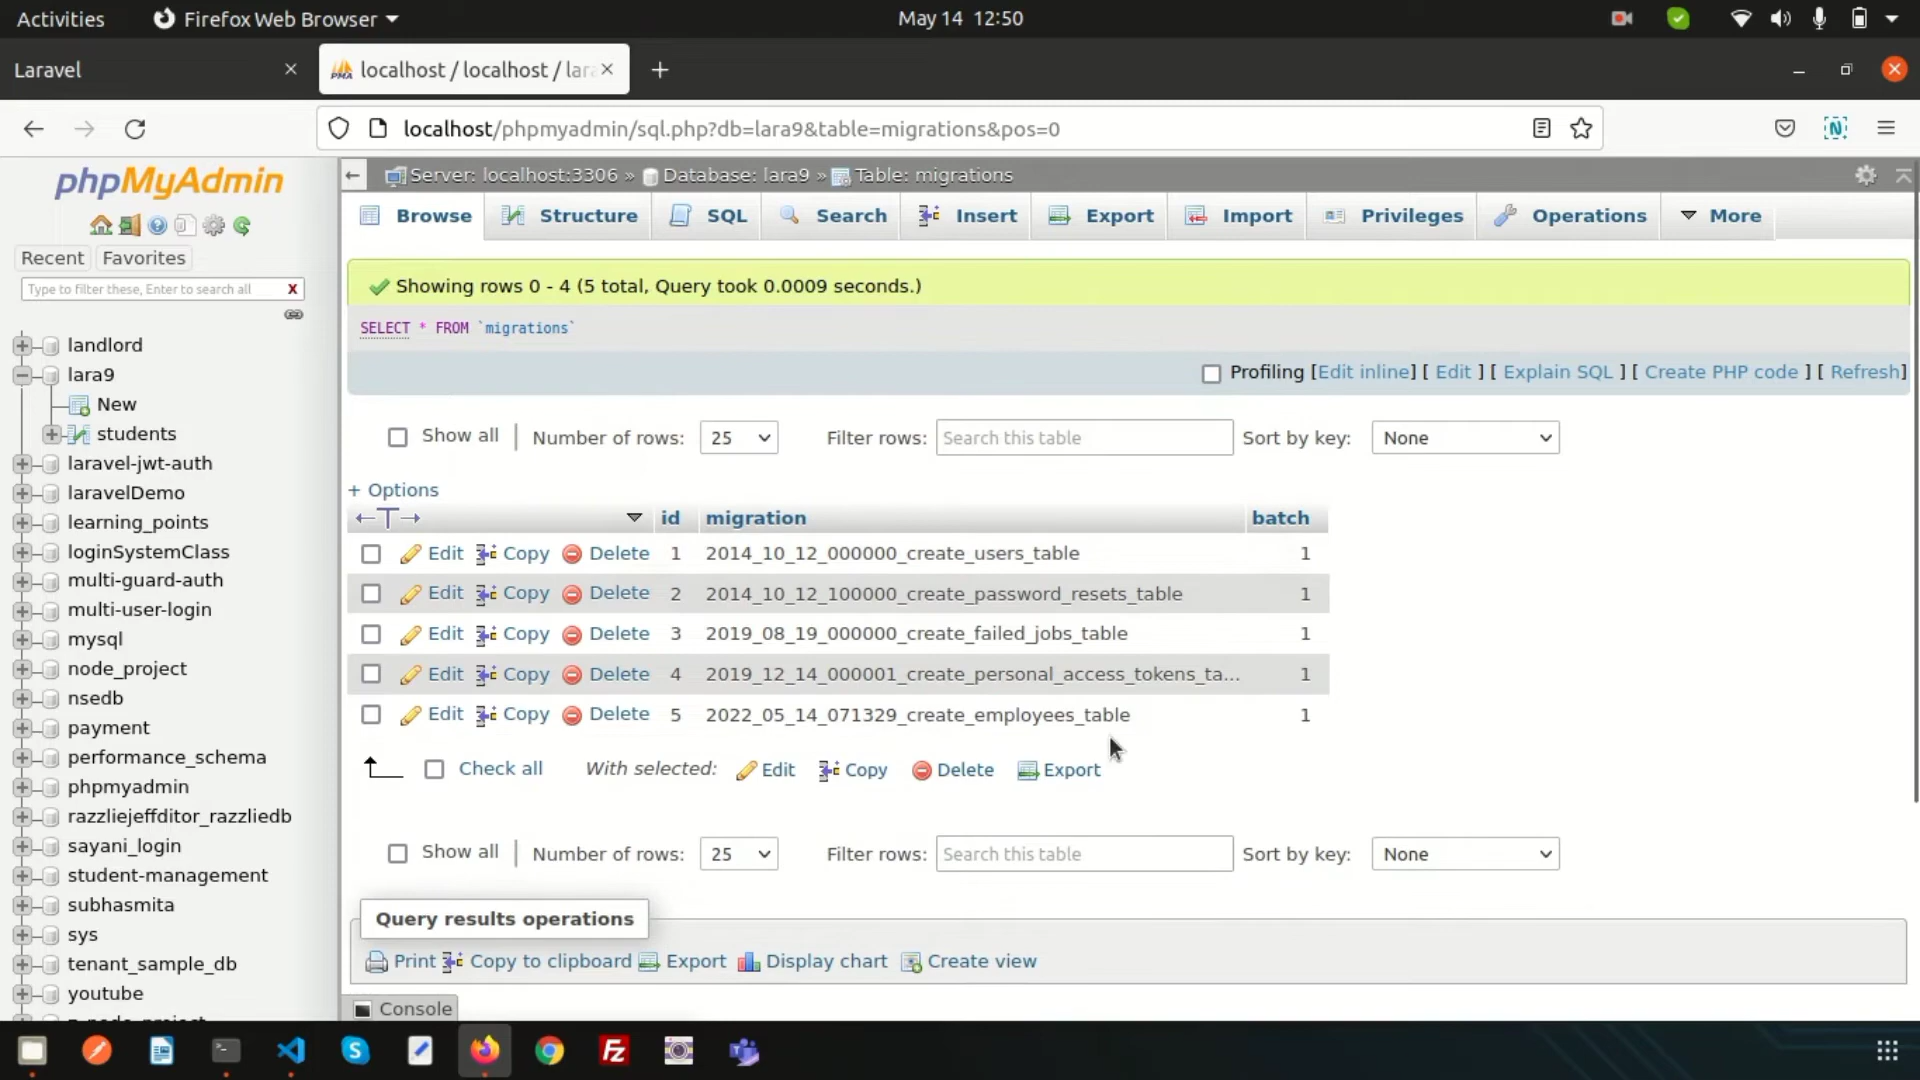 Activities Firefox Web Browser May 14 12:50
Laravel localhost / localhost / lara
localhost/phpmyadmin/sql.php?db=lara9&table=migrations&pos=0
phpMyAdmin
Recent Favorites
Type to filter these, Enter to search all X
landlord
lara9
New
students
laravel-jwt-auth
laravelDemo
learning_points
loginSystemClass
multi-guard-auth
multi-user-login
mysql
node_project
nsedb
payment
performance_schema
phpmyadmin
razzliejeffditor_razzliedb
sayani_login
student-management
subhasmita
sys
tenant_sample_db
youtube
Server: localhost:3306 » Database: lara9 » Table: migrations
Browse Structure SQL Search Insert Export Import Privileges Operations More
Showing rows 0 - 4 (5 total, Query took 0.0009 seconds.)
SELECT * FROM `migrations`
Profiling [Edit inline] [ Edit ] [ Explain SQL ] [ Create PHP code ] [ Refresh]
Show all | Number of rows: 25 Filter rows: Search this table Sort by key: None
+ Options
←T→ id migration batch
Edit Copy Delete 1 2014_10_12_000000_create_users_table 1
Edit Copy Delete 2 2014_10_12_100000_create_password_resets_table 1
Edit Copy Delete 3 2019_08_19_000000_create_failed_jobs_table 1
Edit Copy Delete 4 2019_12_14_000001_create_personal_access_tokens_ta... 1
Edit Copy Delete 5 2022_05_14_071329_create_employees_table 1
Check all With selected: Edit Copy Delete Export
Show all | Number of rows: 25 Filter rows: Search this table Sort by key: None
Query results operations
Print Copy to clipboard Export Display chart Create view
Console